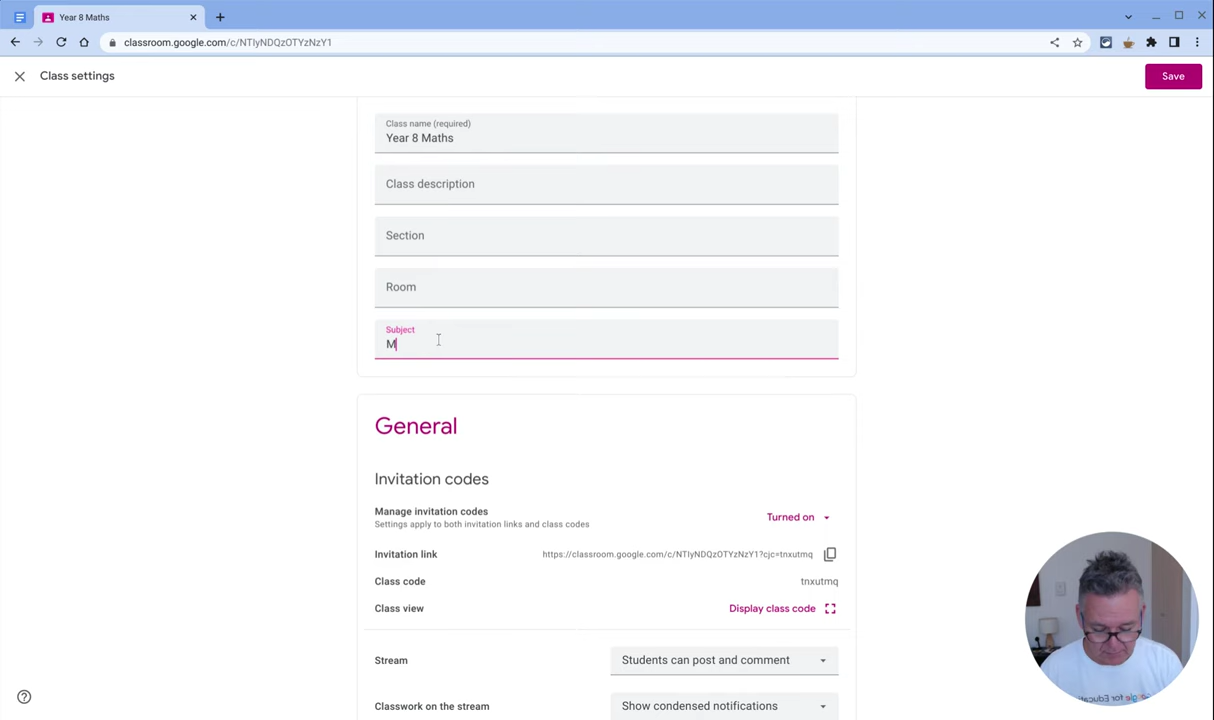 Year 8 Maths
classroom.google.com/c/NTIyNDQzOTYzNzY1
Class settings
Save
Class name (required)
Year 8 Maths
Class description
Section
Room
Subject
M
General
Invitation codes
Manage invitation codes
Turned on
Settings apply to both invitation links and class codes
Invitation link
https://classroom.google.com/c/NTIyNDQzOTYzNzY1?cjc=tnxutmq
Class code
tnxutmq
Class view
Display class code
Stream
Students can post and comment
Classwork on the stream
Show condensed notifications